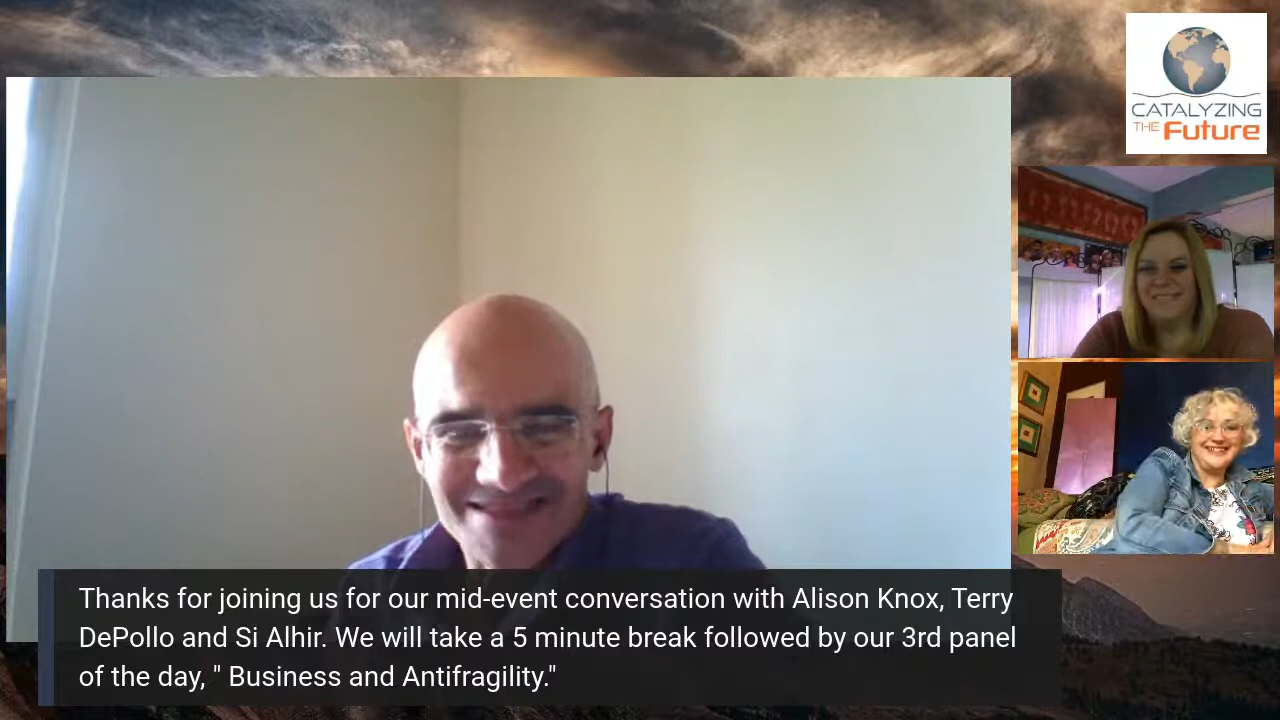 CATALYZING
THE Future
Thanks for joining us for our mid-event conversation with Alison Knox, Terry
DePollo and Si Alhir. We will take a 5 minute break followed by our 3rd panel
of the day, " Business and Antifragility."